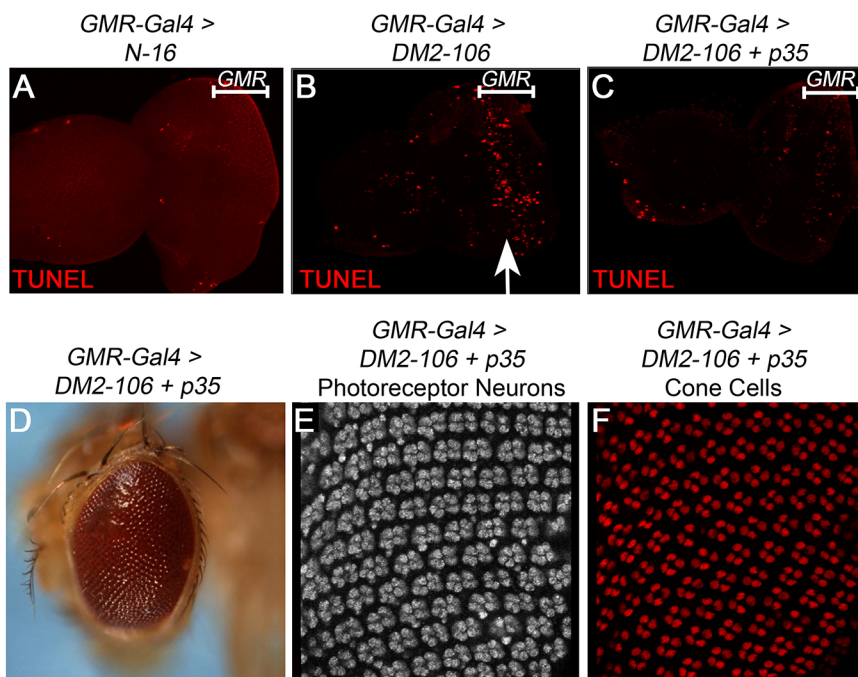 GMR-Gal4 >
N-16
GMR-Gal4 >
DM2-106
GMR-Gal4 >
DM2-106 + p35
A
GMR
TUNEL
B
GMR
TUNEL
C
GMR
TUNEL
GMR-Gal4 >
DM2-106 + p35
GMR-Gal4 >
DM2-106 + p35
Photoreceptor Neurons
GMR-Gal4 >
DM2-106 + p35
Cone Cells
D
E
F